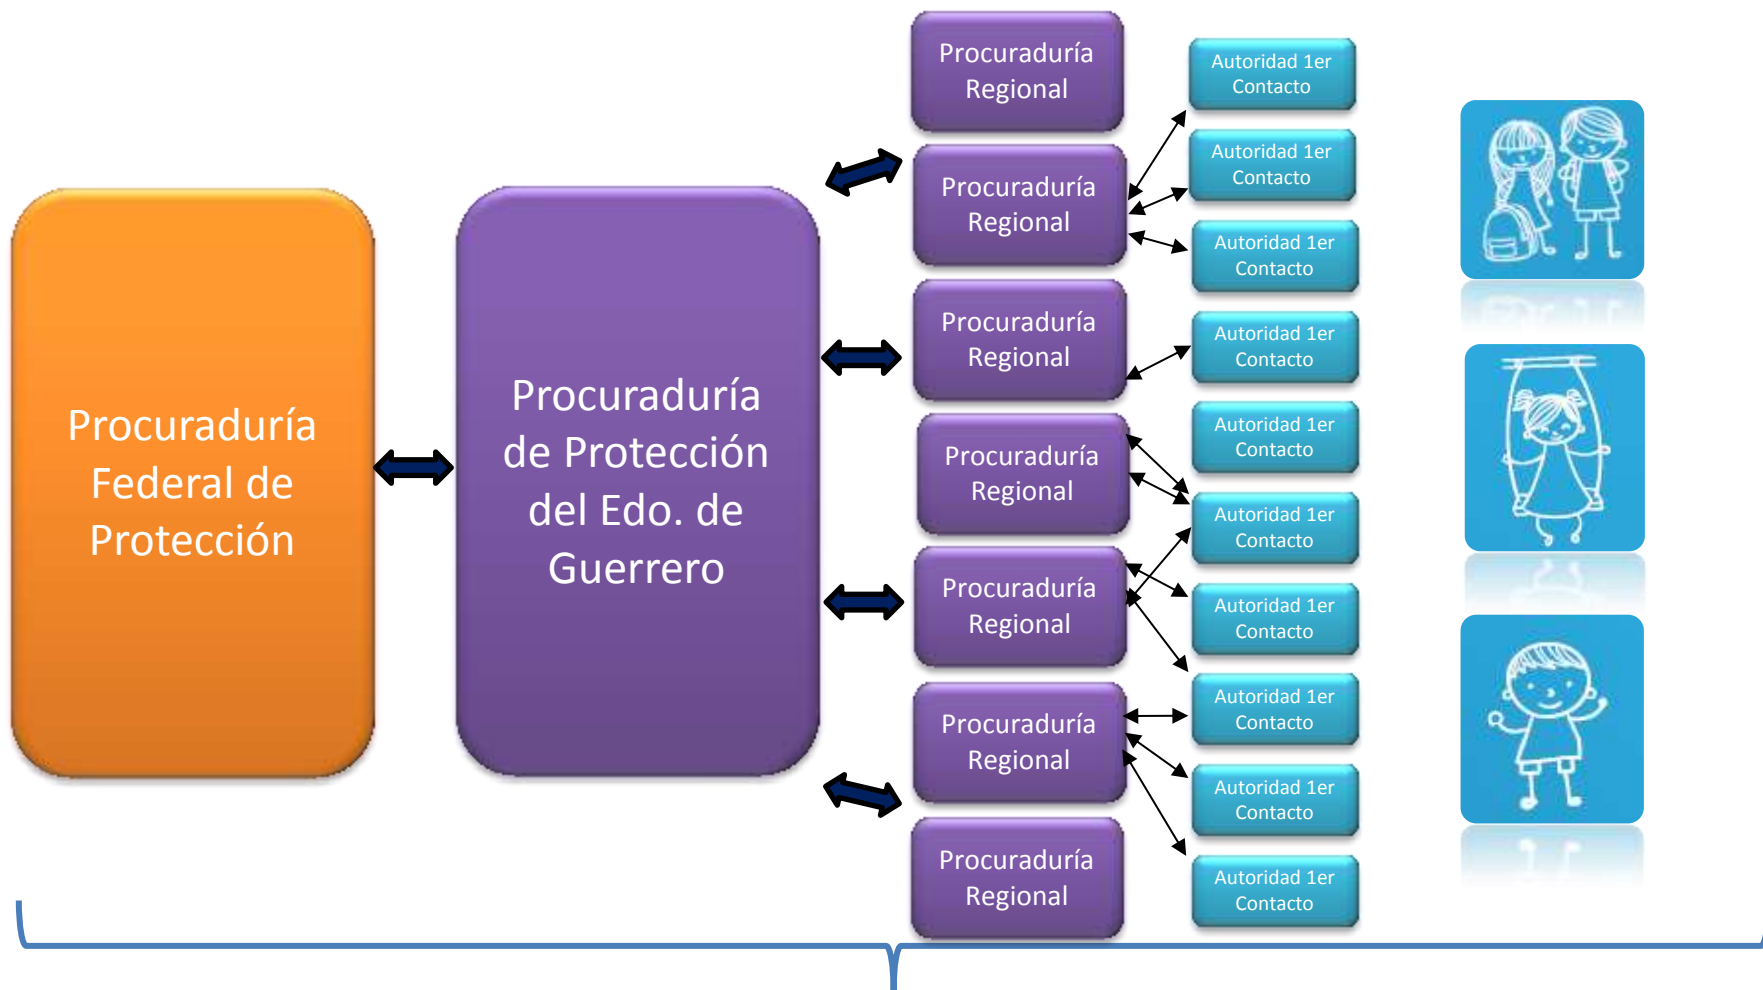 Procuraduría
Federal de
Protección
Procuraduría
de Protección
del Edo. de
Guerrero
Procuraduría
Regional
Procuraduría
Regional
Procuraduría
Regional
Procuraduría
Regional
Procuraduría
Regional
Procuraduría
Regional
Procuraduría
Regional
Autoridad 1er
Contacto
Autoridad 1er
Contacto
Autoridad 1er
Contacto
Autoridad 1er
Contacto
Autoridad 1er
Contacto
Autoridad 1er
Contacto
Autoridad 1er
Contacto
Autoridad 1er
Contacto
Autoridad 1er
Contacto
Autoridad 1er
Contacto